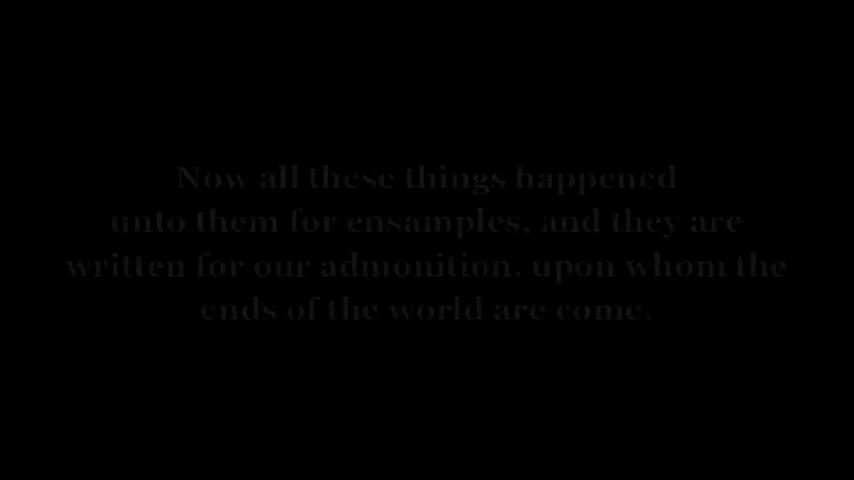 Now all these things happened
unto them for ensamples, and they are
written for our admonition, upon whom the
ends of the world are come.